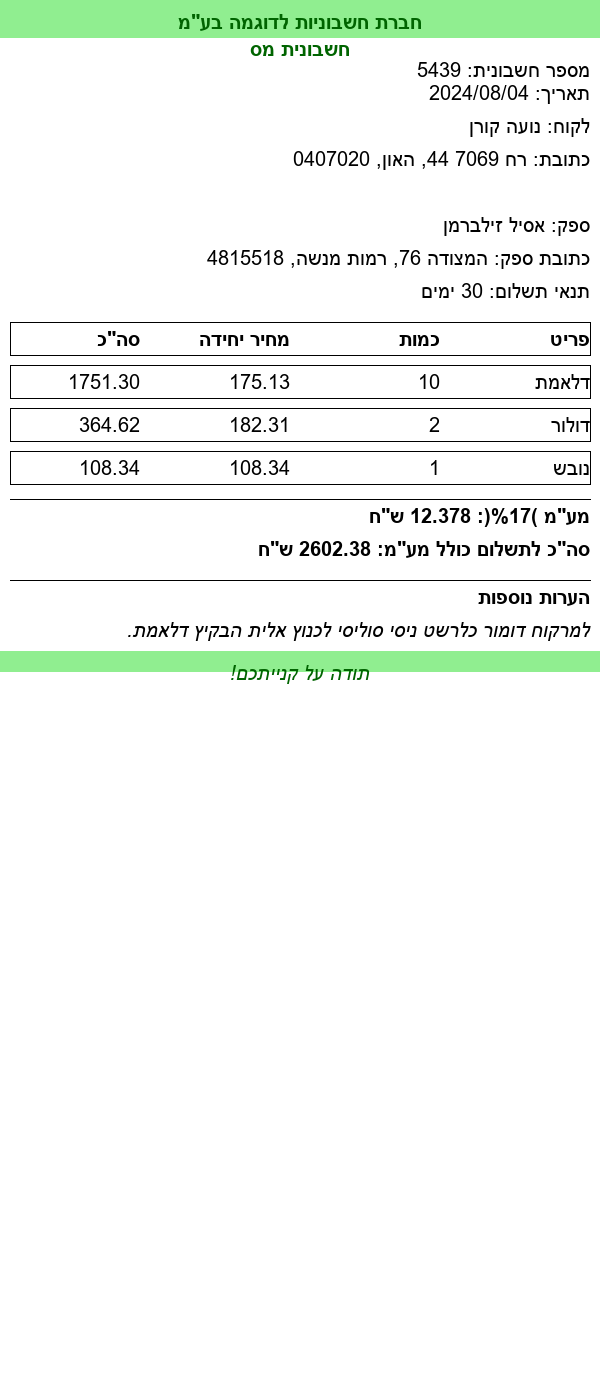 חברת חשבוניות לדוגמה בע"מ
חשבונית מס
מספר חשבונית: 5439
תאריך: 2024/08/04
לקוח: נועה קורן
כתובת: רח 7069 44, האון, 0407020
ספק: אסיל זילברמן
כתובת ספק: המצודה 76, רמות מנשה, 4815518
תנאי תשלום: 30 ימים
פריט כמות מחיר יחידה סה"כ
דלאמת 10 175.13 1751.30
דולור 2 182.31 364.62
נובש 1 108.34 108.34
מע"מ )17%(: 12.378 ש"ח
סה"כ לתשלום כולל מע"מ: 2602.38 ש"ח
הערות נוספות
למרקוח דומור כלרשט ניסי סוליסי לכנוץ אלית הבקיץ דלאמת.
תודה על קנייתכם!